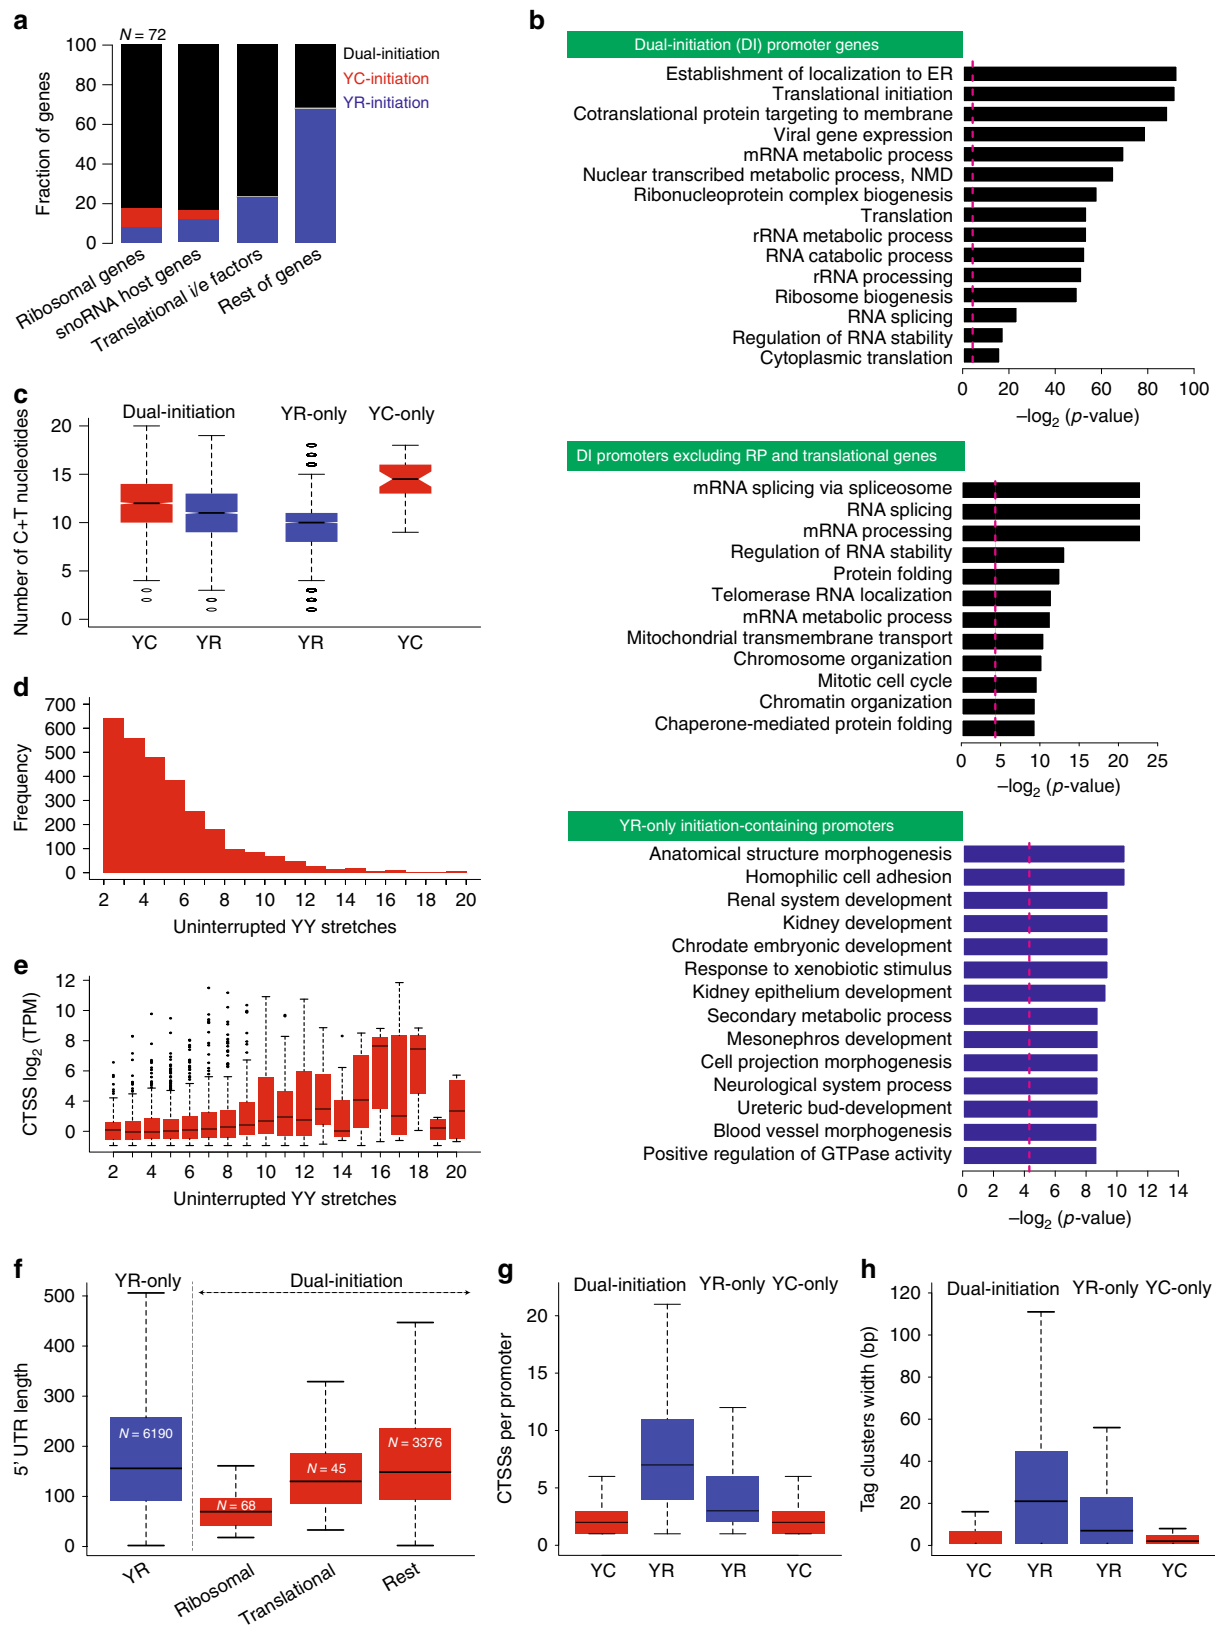 a
N = 72
100
80
60
40
20
0
Fraction of genes
Dual-initiation
YC-initiation
YR-initiation
Ribosomal genes
snoRNA host genes
Translational i/e factors
Rest of genes
b
Dual-initiation (DI) promoter genes
Establishment of localization to ER
Translational initiation
Cotranslational protein targeting to membrane
Viral gene expression
mRNA metabolic process
Nuclear transcribed metabolic process, NMD
Ribonucleoprotein complex biogenesis
Translation
rRNA metabolic process
RNA catabolic process
rRNA processing
Ribosome biogenesis
RNA splicing
Regulation of RNA stability
Cytoplasmic translation
0 20 40 60 80 100
–log2 (p-value)
DI promoters excluding RP and translational genes
mRNA splicing via spliceosome
RNA splicing
mRNA processing
Regulation of RNA stability
Protein folding
Telomerase RNA localization
mRNA metabolic process
Mitochondrial transmembrane transport
Chromosome organization
Mitotic cell cycle
Chromatin organization
Chaperone-mediated protein folding
0 5 10 15 20 25
–log2 (p-value)
YR-only initiation-containing promoters
Anatomical structure morphogenesis
Homophilic cell adhesion
Renal system development
Kidney development
Chrodate embryonic development
Response to xenobiotic stimulus
Kidney epithelium development
Secondary metabolic process
Mesonephros development
Cell projection morphogenesis
Neurological system process
Ureteric bud-development
Blood vessel morphogenesis
Positive regulation of GTPase activity
0 2 4 6 8 10 12 14
–log2 (p-value)
c
Dual-initiation YR-only YC-only
20
15
10
5
0
Number of C+T nucleotides
YC YR YR YC
d
700
600
500
400
300
200
100
0
Frequency
2 4 6 8 10 12 14 16 18 20
Uninterrupted YY stretches
e
12
10
8
6
4
0
CTSS log2 (TPM)
2 4 6 8 10 12 14 16 18 20
Uninterrupted YY stretches
f
YR-only Dual-initiation
500
400
300
200
100
0
5′ UTR length
N = 6190
N = 68
N = 45
N = 3376
YR
Ribosomal
Translational
Rest
g
Dual-initiation YR-only YC-only
20
15
10
5
0
CTSSs per promoter
YC YR YR YC
h
Dual-initiation YR-only YC-only
120
100
80
60
40
20
0
Tag clusters width (bp)
YC YR YR YC